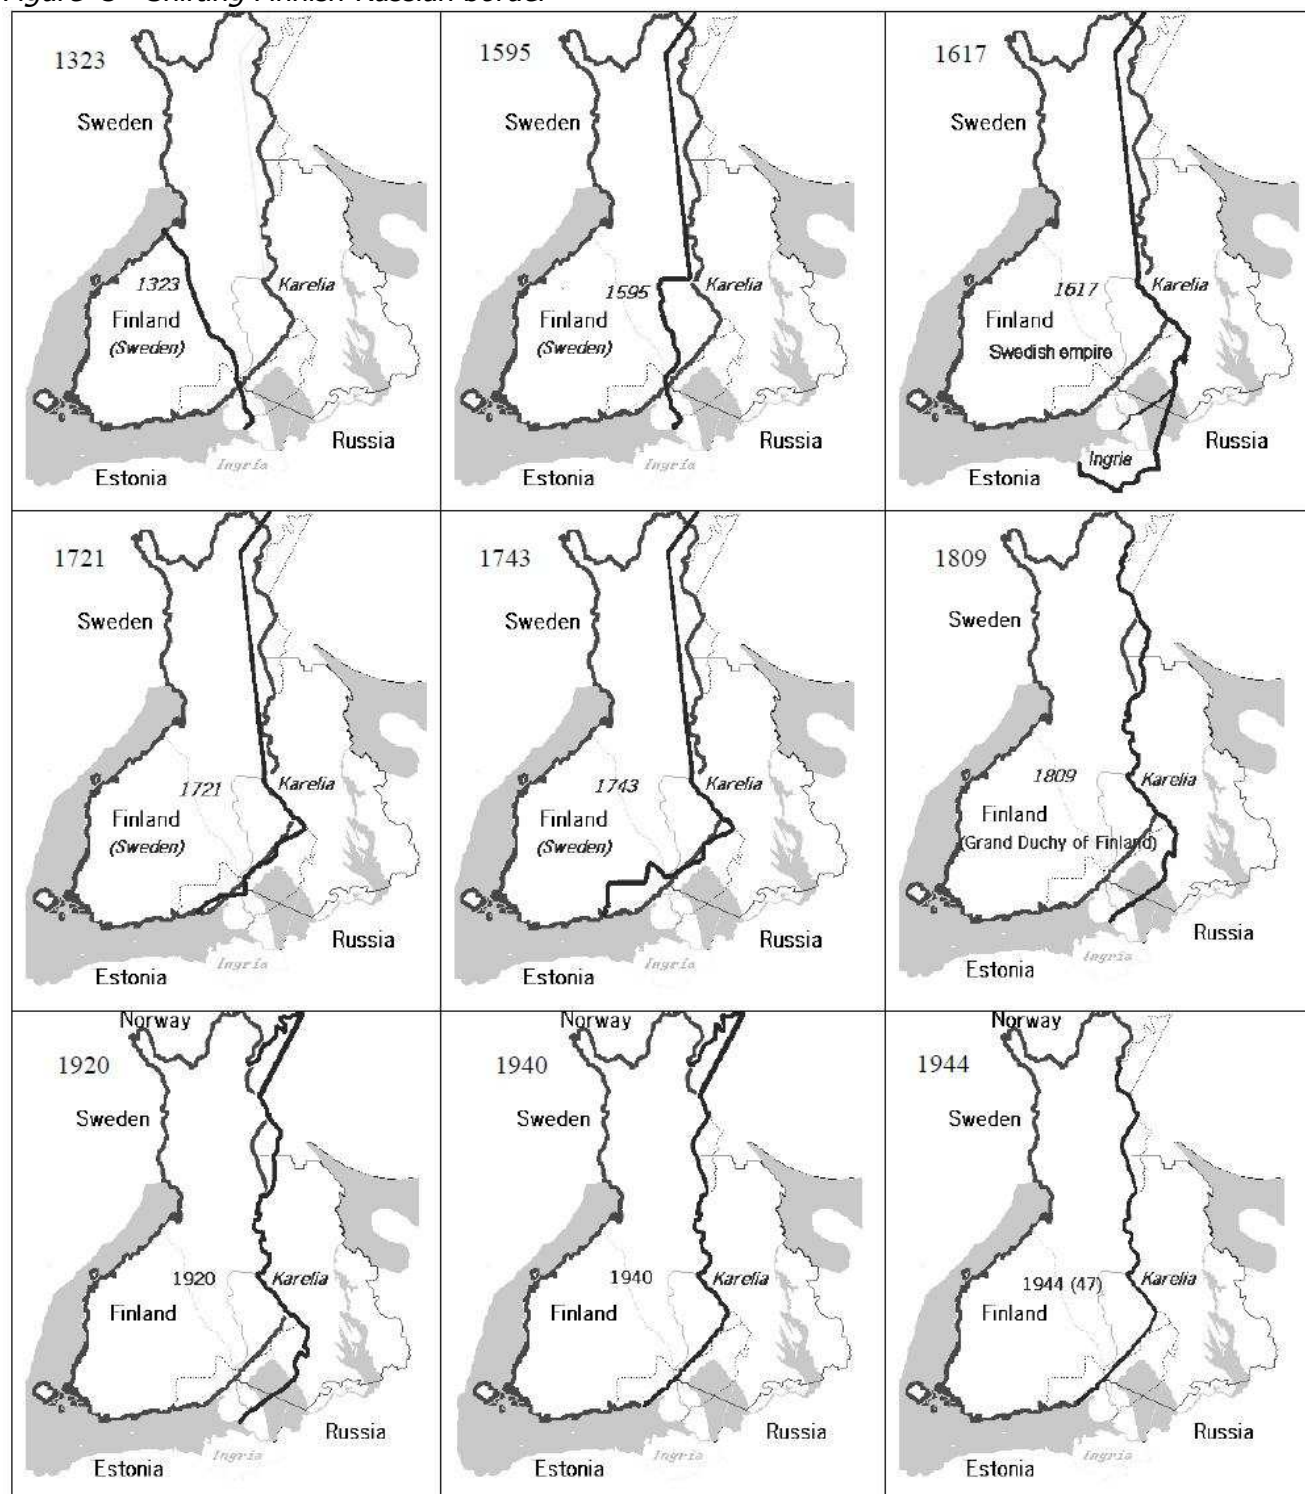 Figure 3 Shifting Finnish-Russian border
1323
Sweden
1323
Karelia
Finland
(Sweden)
Russia
Ingria
Estonia
1595
Sweden
1595
Karelia
Finland
(Sweden)
Russia
Ingria
Estonia
1617
Sweden
1617
Karelia
Finland
Swedish empire
Russia
Ingria
Estonia
1721
Sweden
1721
Karelia
Finland
(Sweden)
Russia
Ingria
Estonia
1743
Sweden
1743
Karelia
Finland
(Sweden)
Russia
Ingria
Estonia
1809
Sweden
1809
Karelia
Finland
(Grand Duchy of Finland)
Russia
Ingria
Estonia
Norway
1920
Sweden
1920
Karelia
Finland
Russia
Ingria
Estonia
Norway
1940
Sweden
1940
Karelia
Finland
Russia
Ingria
Estonia
Norway
1944
Sweden
1944 (47)
Karelia
Finland
Russia
Ingria
Estonia